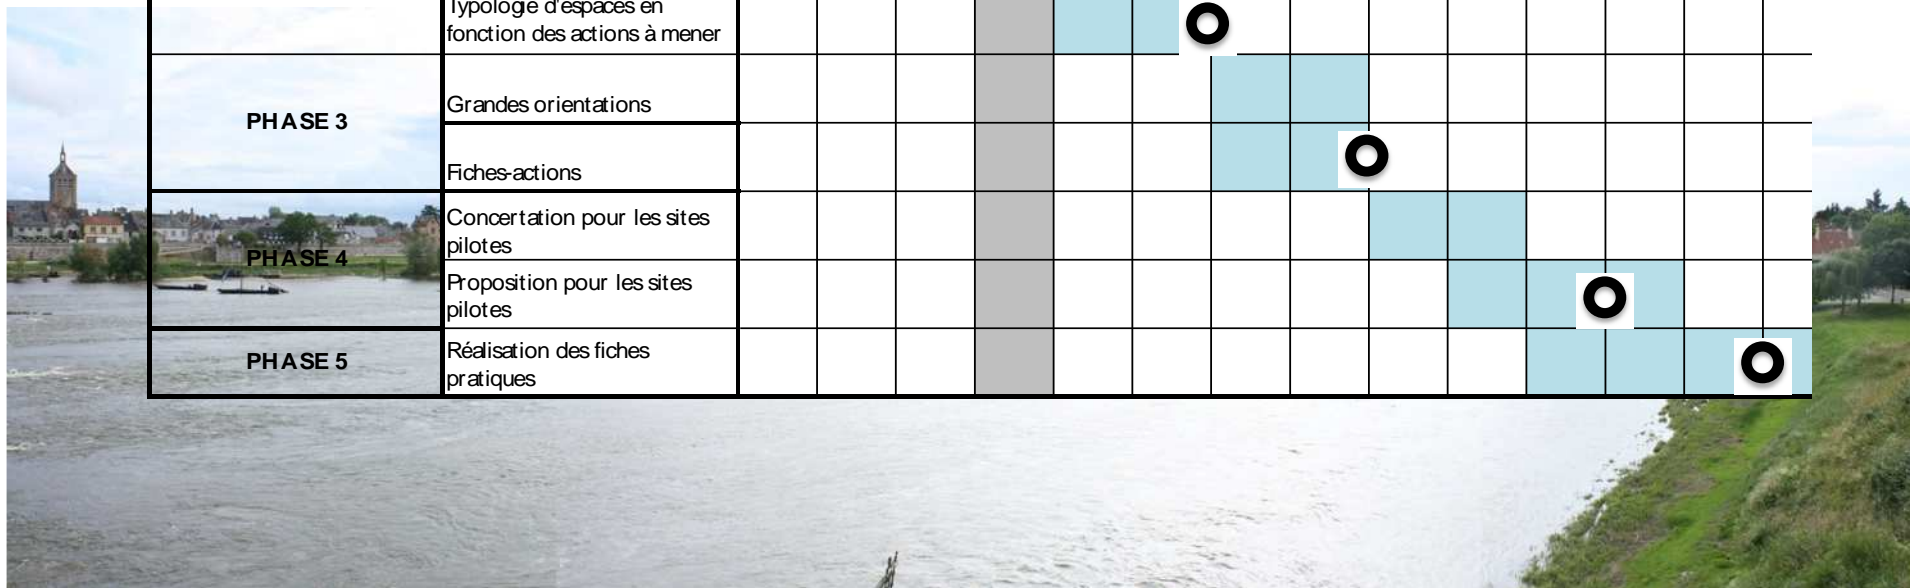 Typologie d'espaces en
fonction des actions à mener
PHASE 3
Grandes orientations
Fiches-actions
PHASE 4
Concertation pour les sites
pilotes
Proposition pour les sites
pilotes
PHASE 5
Réalisation des fiches
pratiques